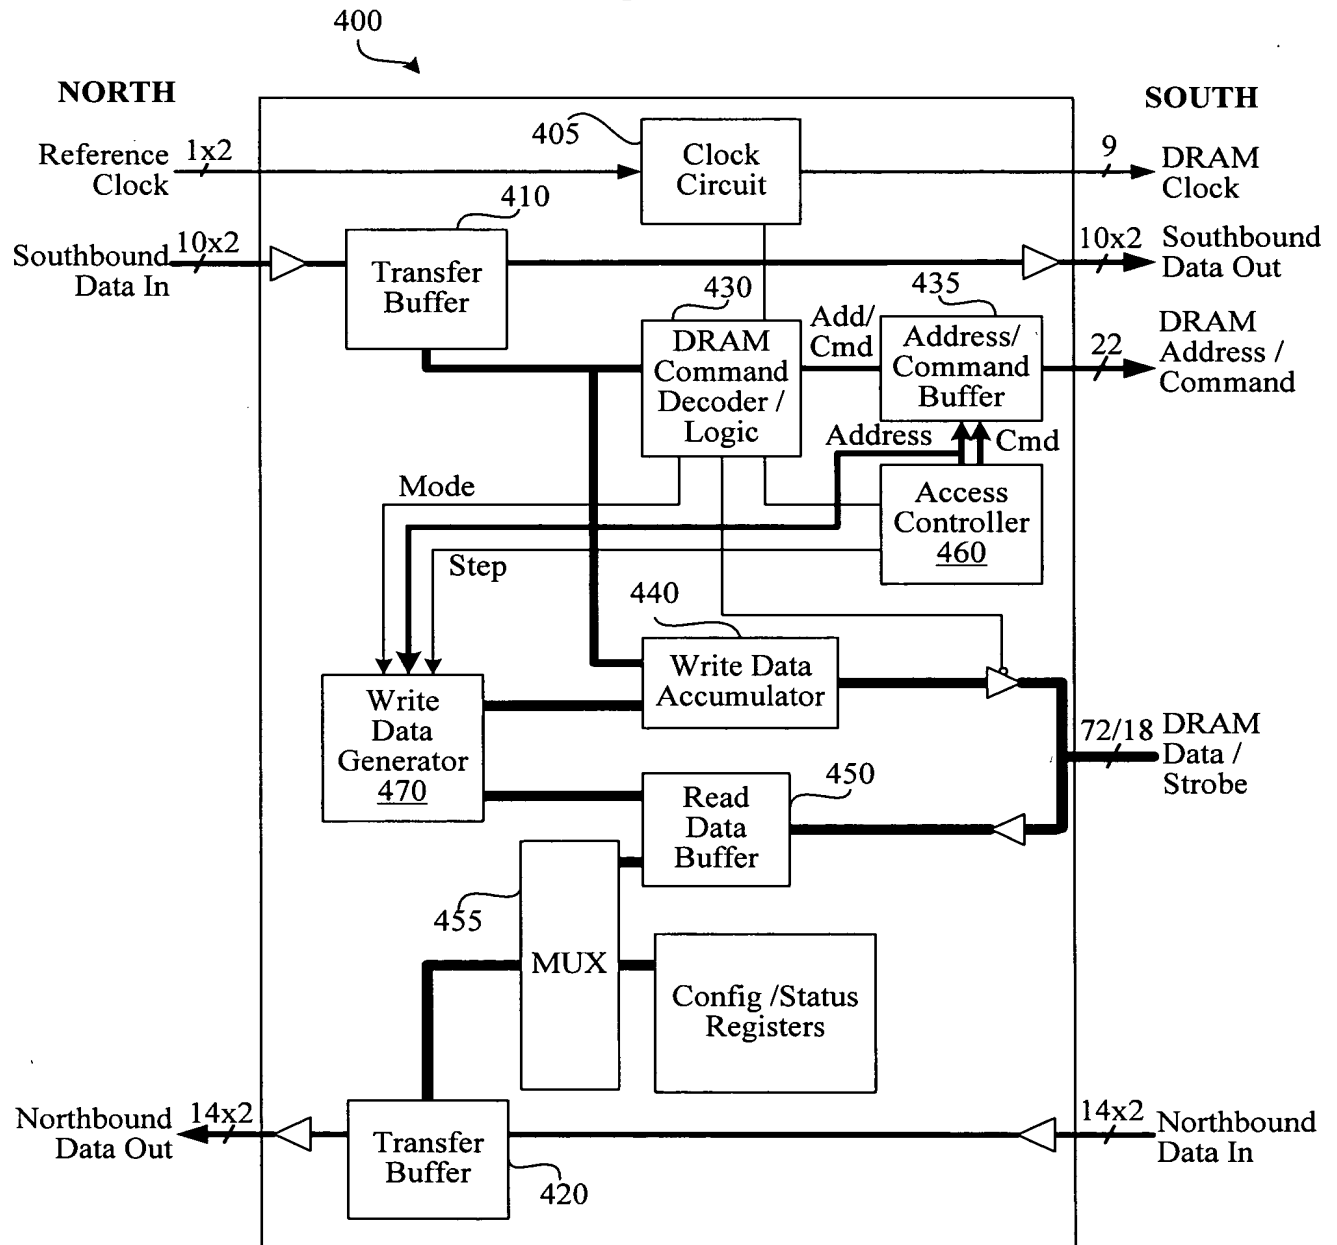 400
NORTH
SOUTH
Reference
Clock
1x2
405
Clock
Circuit
9
DRAM
Clock
410
Southbound
Data In
10x2
Transfer
Buffer
10x2
Southbound
Data Out
430
DRAM
Command
Decoder /
Logic
Add/
Cmd
435
Address/
Command
Buffer
22
DRAM
Address /
Command
Address
Cmd
Mode
Access
Controller
460
Step
440
Write Data
Accumulator
Write
Data
Generator
470
72/18
DRAM
Data /
Strobe
450
Read
Data
Buffer
455
MUX
Config /Status
Registers
Northbound
Data Out
14x2
Transfer
Buffer
420
14x2
Northbound
Data In